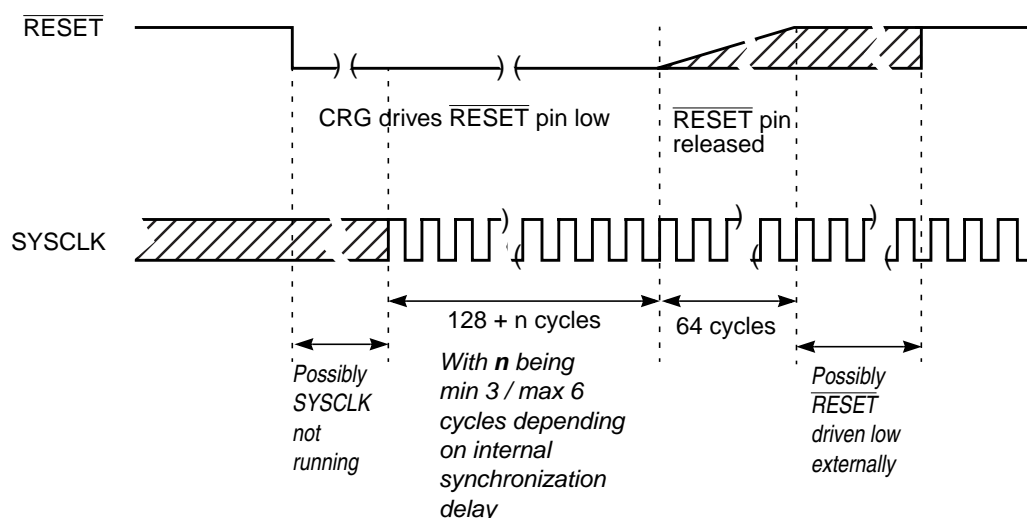 RESET
CRG drives RESET pin low
RESET pin
released
SYSCLK
128 + n cycles
64 cycles
Possibly
SYSCLK
not
running
With n being
min 3 / max 6
cycles depending
on internal
synchronization
delay
Possibly
RESET
driven low
externally